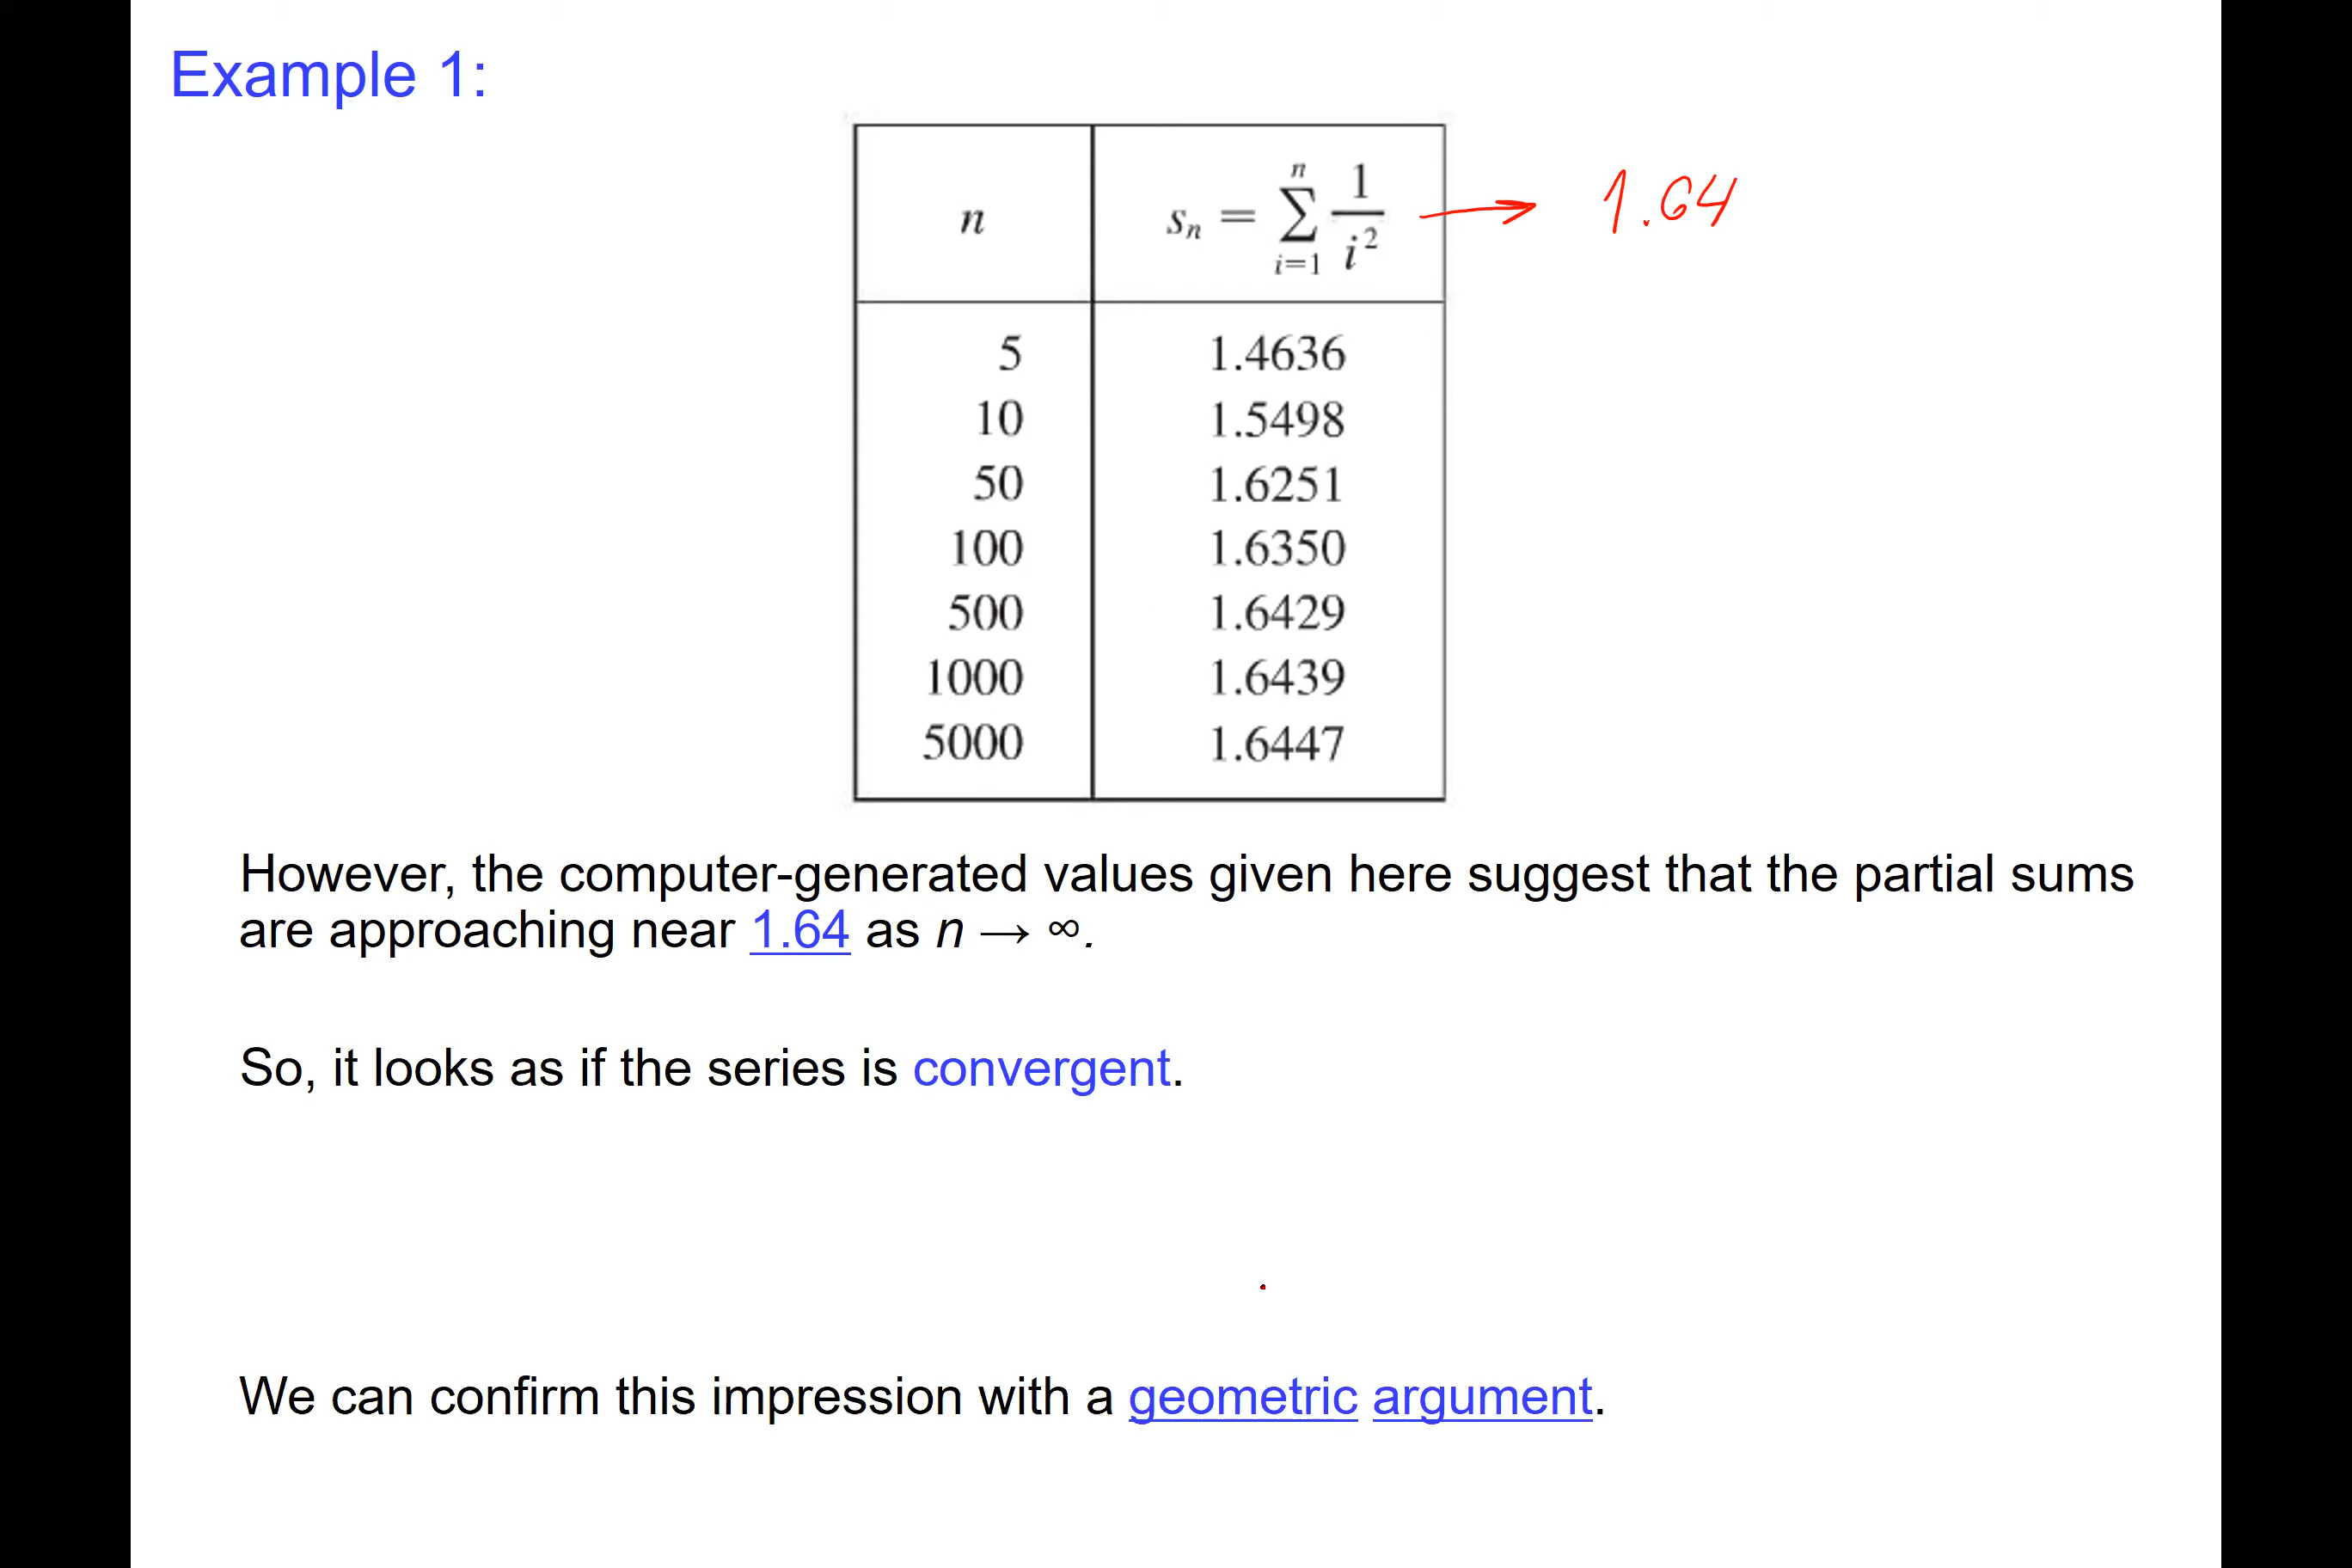 Example 1:
n	sₙ = ∑ⁿᵢ₌₁ 1/i² → 1.64
5	1.4636
10	1.5498
50	1.6251
100	1.6350
500	1.6429
1000	1.6439
5000	1.6447
However, the computer-generated values given here suggest that the partial sums
are approaching near 1.64 as n → ∞.
So, it looks as if the series is convergent.
We can confirm this impression with a geometric argument.